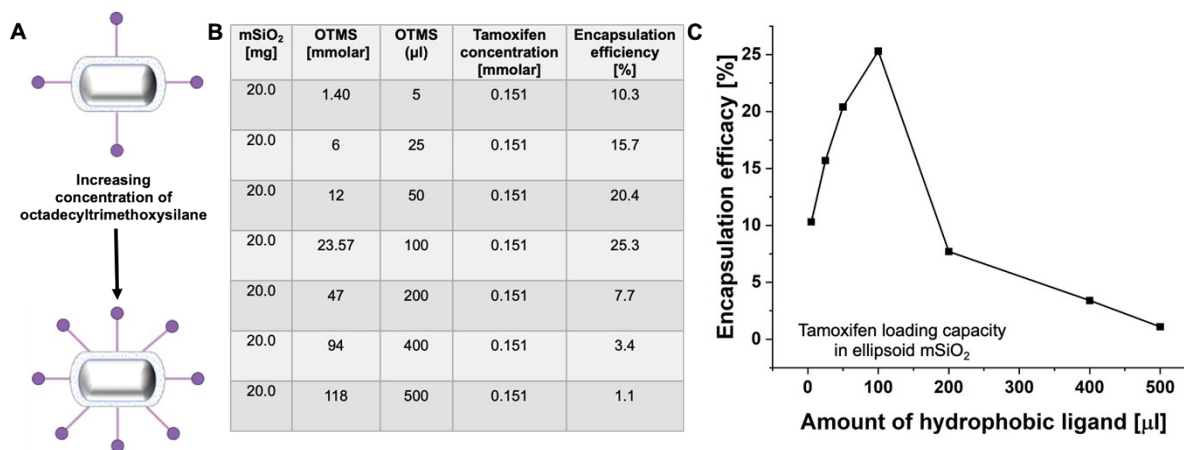 A
Increasing
concentration of
octadecyltrimethoxysilane
B
mSiO₂ [mg] OTMS [mmolar] OTMS (µl) Tamoxifen concentration [mmolar] Encapsulation efficiency [%]
20.0 1.40 5 0.151 10.3
20.0 6 25 0.151 15.7
20.0 12 50 0.151 20.4
20.0 23.57 100 0.151 25.3
20.0 47 200 0.151 7.7
20.0 94 400 0.151 3.4
20.0 118 500 0.151 1.1
C
Encapsulation efficacy [%]
25
20
15
10
5
0
Tamoxifen loading capacity
in ellipsoid mSiO₂
0 100 200 300 400 500
Amount of hydrophobic ligand [µl]